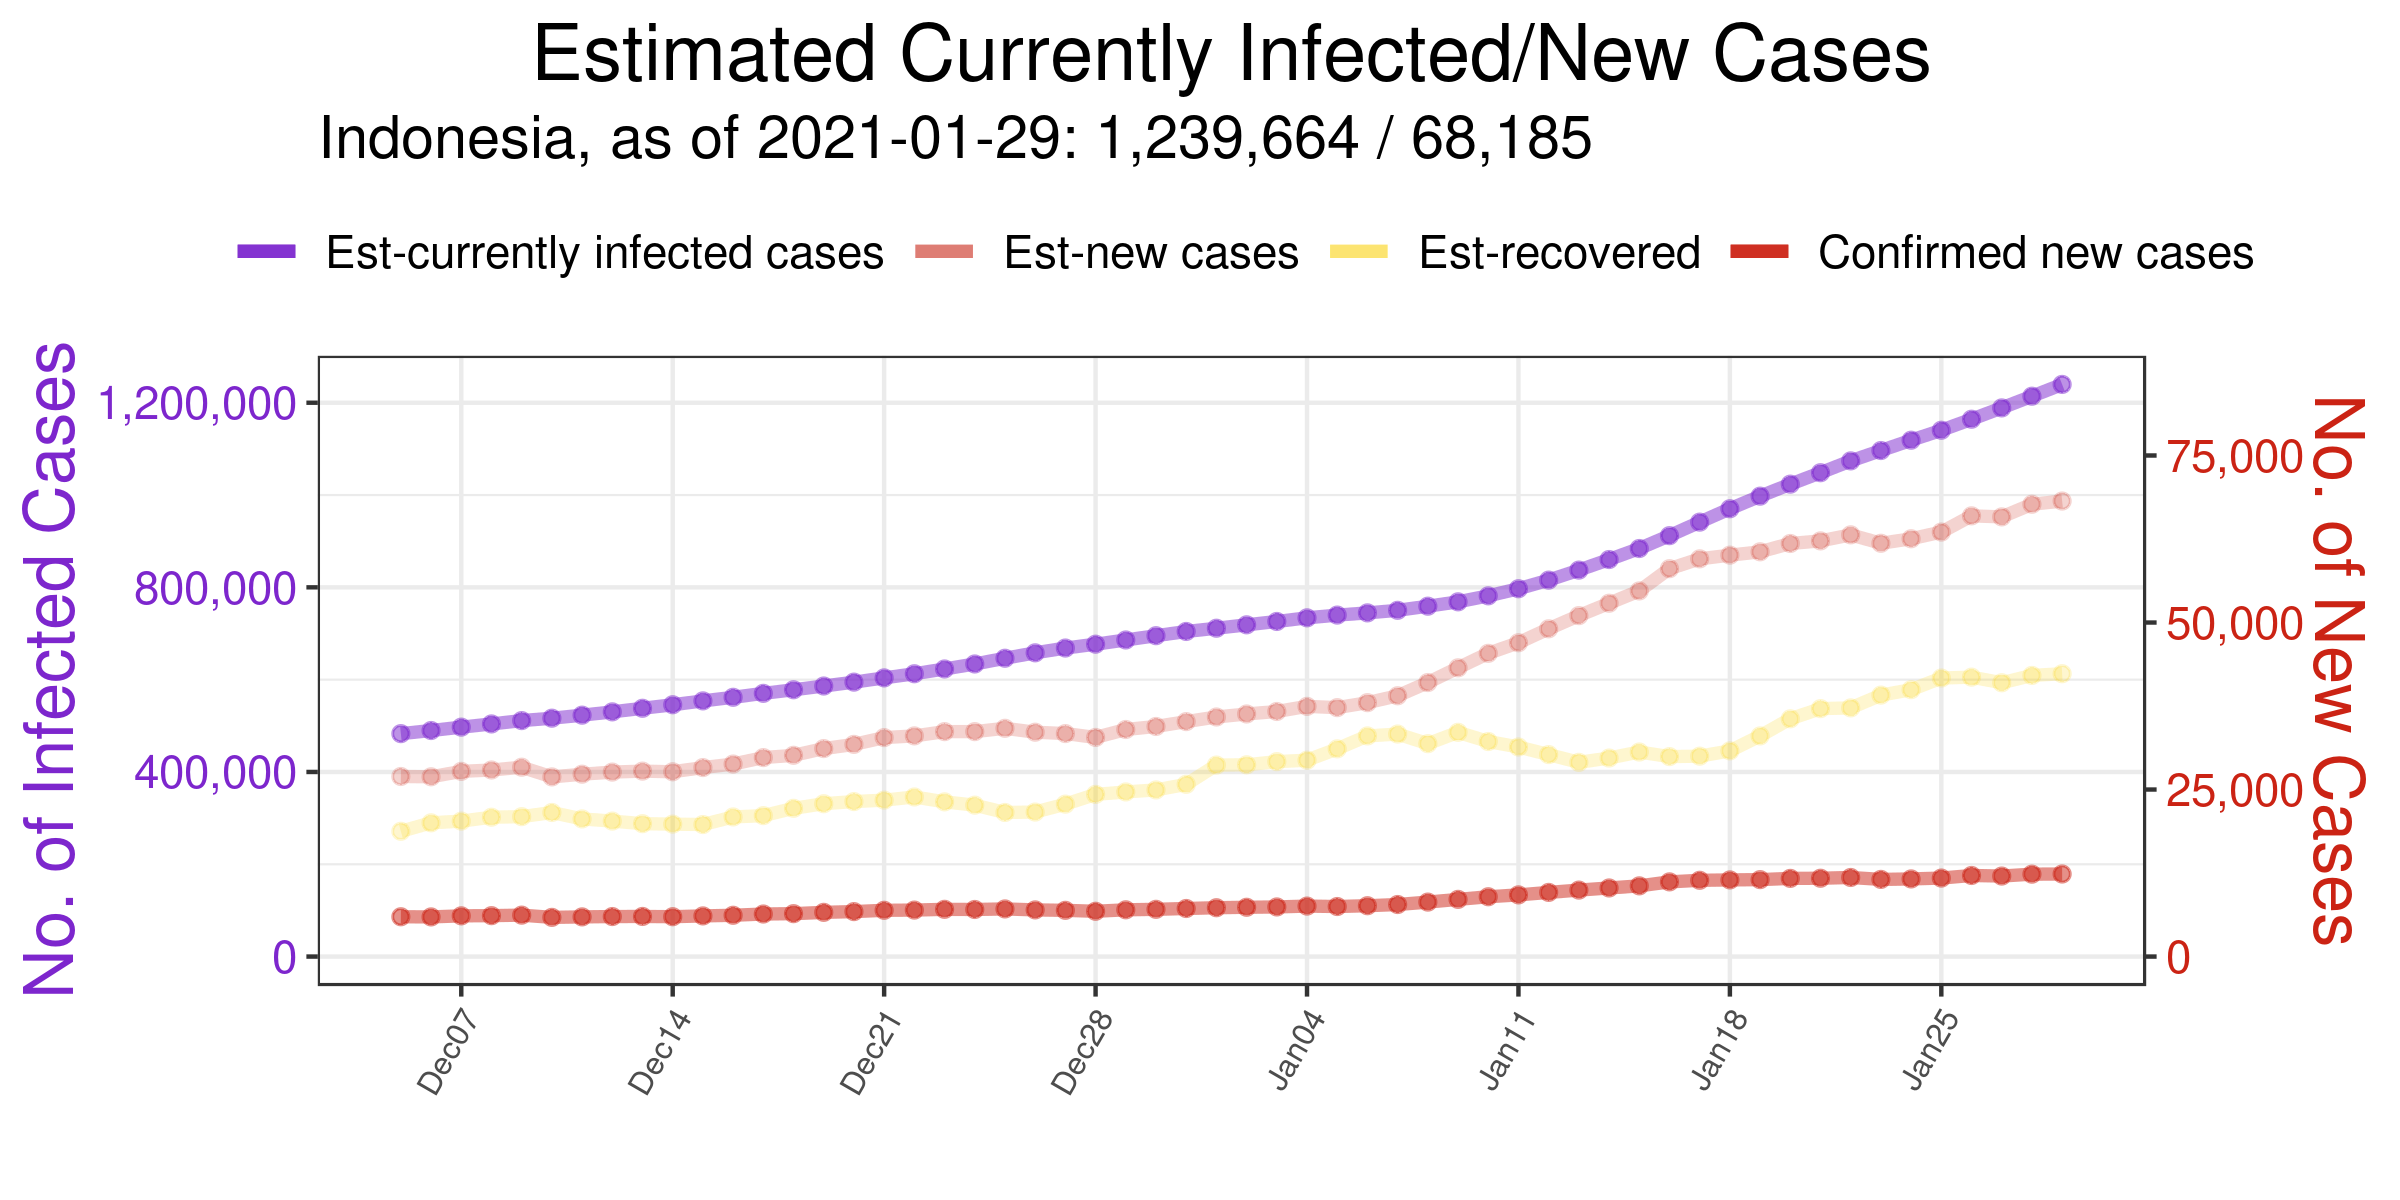 Estimated Currently Infected/New Cases
Indonesia, as of 2021-01-29: 1,239,664 / 68,185
Est-currently infected cases Est-new cases Est-recovered Confirmed new cases
No. of Infected Cases
1,200,000
800,000
400,000
0
75,000
50,000
25,000
0
No. of New Cases
Dec07 Dec14 Dec21 Dec28 Jan04 Jan11 Jan18 Jan25